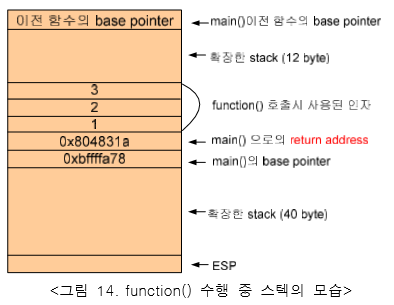 이전 함수의 base pointer
main()이전 함수의 base pointer
확장한 stack (12 byte)
3
2
1
function() 호출시 사용된 인자
0x804831a
main() 으로의 return address
0xbffffa78
main()의 base pointer
확장한 stack (40 byte)
ESP
<그림 14. function() 수행 중 스텍의 모습>